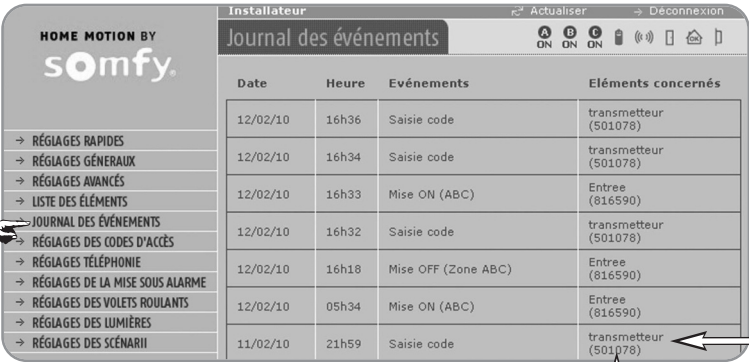 Installateur
Actualiser
→ Déconnexion
HOME MOTION BY
somfy.
Journal des événements
A B C
ON ON ON
OK
Date Heure Evénements Eléments concernés
12/02/10 16h36 Saisie code transmetteur
(501078)
12/02/10 16h34 Saisie code transmetteur
(501078)
12/02/10 16h33 Mise ON (ABC) Entree
(816590)
12/02/10 16h32 Saisie code transmetteur
(501078)
12/02/10 16h18 Mise OFF (Zone ABC) Entree
(816590)
12/02/10 05h34 Mise ON (ABC) Entree
(816590)
11/02/10 21h59 Saisie code transmetteur
(501078)
→ RÉGLAGES RAPIDES
→ RÉGLAGES GÉNERAUX
→ RÉGLAGES AVANCÉS
→ LISTE DES ÉLÉMENTS
→ JOURNAL DES ÉVÉNEMENTS
→ RÉGLAGES DES CODES D'ACCÈS
→ RÉGLAGES TÉLÉPHONIE
→ RÉGLAGES DE LA MISE SOUS ALARME
→ RÉGLAGES DES VOLETS ROULANTS
→ RÉGLAGES DES LUMIÈRES
→ RÉGLAGES DES SCÉNARII